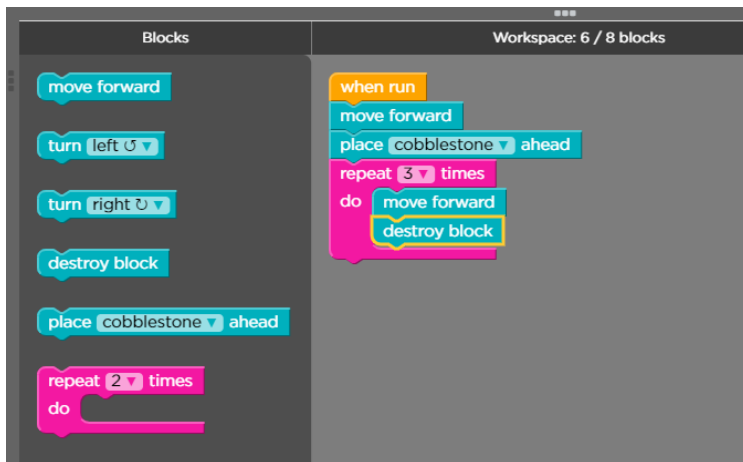 Blocks
Workspace: 6 / 8 blocks
move forward
turn left ↺ ▼
turn right ↻ ▼
destroy block
place cobblestone ▼ ahead
repeat 2 ▼ times
do
when run
move forward
place cobblestone ▼ ahead
repeat 3 ▼ times
do move forward
destroy block